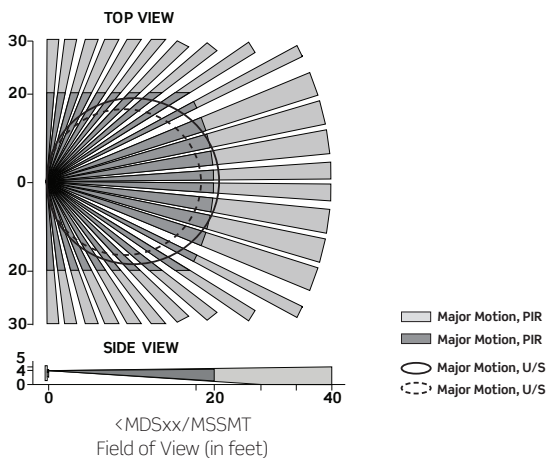 TOP VIEW
30
20
0
20
30
SIDE VIEW
5
4
0
0
20
40
Major Motion, PIR
Major Motion, PIR
Major Motion, U/S
Major Motion, U/S
<MDSxx/MSSMT
Field of View (in feet)